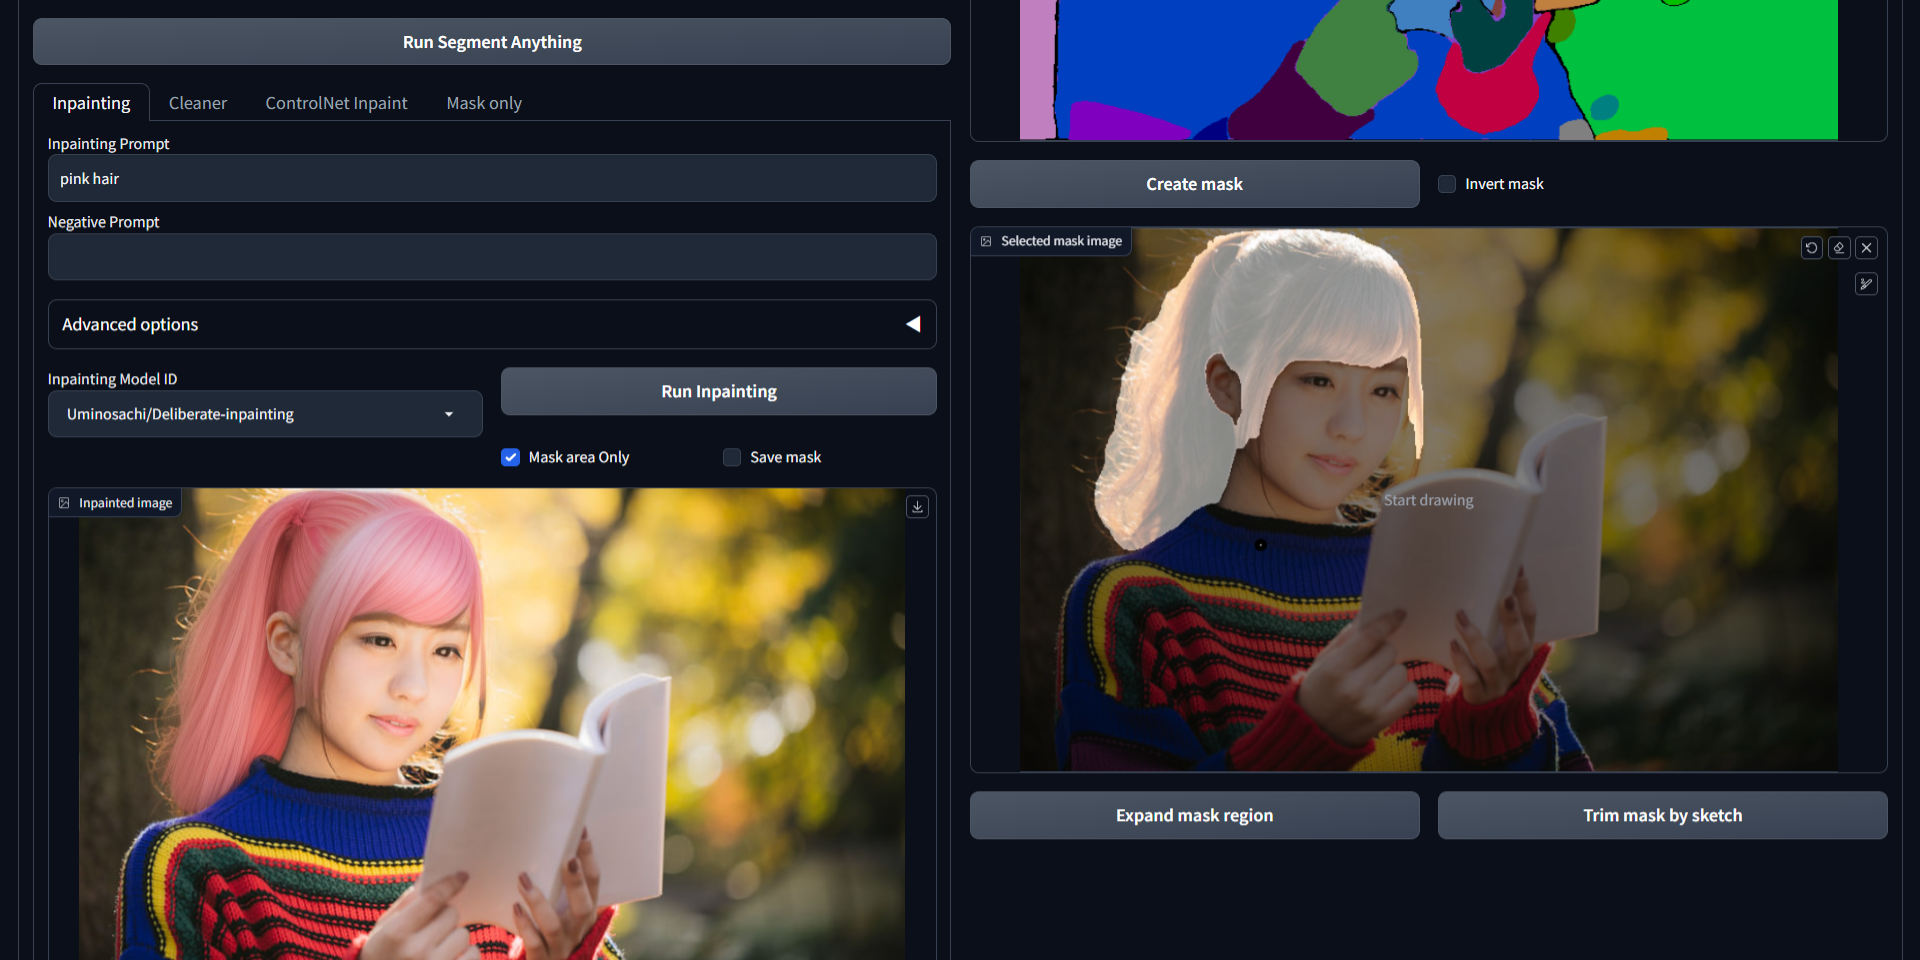 Run Segment Anything
Inpainting
Cleaner
ControlNet Inpaint
Mask only
Inpainting Prompt
pink hair
Negative Prompt
Advanced options
Inpainting Model ID
Uminosachi/Deliberate-inpainting
Run Inpainting
Mask area Only
Save mask
Inpainted image
Create mask
Invert mask
Selected mask image
Start drawing
Expand mask region
Trim mask by sketch